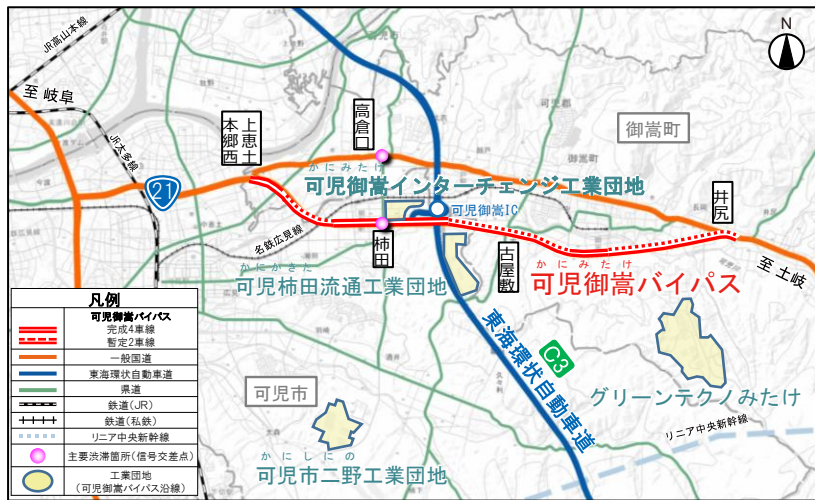 JR高山本線
N
至 岐阜
JR太多線
上恵土
本郷西
高倉口
可児郡
御嵩町
御嵩町
21
かにみたけ
可児御嵩インターチェンジ工業団地
可児御嵩IC
井尻
名鉄広見線
柿田
古屋敷
かにがきた
可児柿田流通工業団地
かにみたけ
可児御嵩バイパス
至 土岐
凡例
可児御嵩バイパス
完成4車線
暫定2車線
一般国道
東海環状自動車道
県道
鉄道(JR)
鉄道(私鉄)
リニア中央新幹線
主要渋滞箇所(信号交差点)
工業団地
(可児御嵩バイパス沿線)
C3
東海環状自動車道
グリーンテクノみたけ
可児市
リニア中央新幹線
かにしにの
可児市二野工業団地